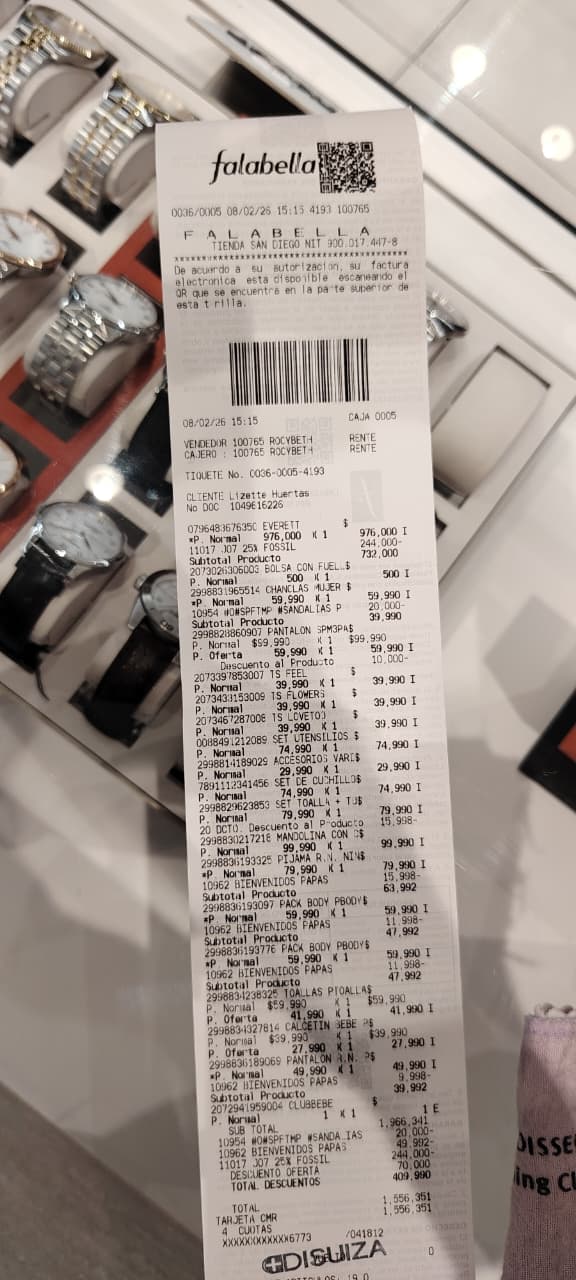 falabella
0036/0005 08/02/26 15:15 4193 100765
F A L A B E L L A
TIENDA SAN DIEGO NIT 900.017.447-8
****************************************
De acuerdo a su autorizacion, su factura
electronica esta disponible escaneando el
QR que se encuentra en la parte superior de
esta tirilla.
08/02/26 15:15 CAJA 0005
VENDEDOR 100765 ROCYBETH RENTE
CAJERO : 100765 ROCYBETH RENTE
TIQUETE No. 0036-0005-4193
CLIENTE Lizette Huertas
No DOC 1049616226
0796483676350 EVERETT $
*P. Normal 976,000 X 1 976,000 I
11017 J07 25% FOSSIL 244,000-
Subtotal Producto 732,000
2073026306003 BOLSA CON FUEL.$
P. Normal 500 X 1 500 I
2998831965514 CHANCLAS MUJER $
*P. Normal 59,990 X 1 59,990 I
10954 #O#SPFTMP #SANDALIAS P 20,000-
Subtotal Producto 39,990
2998828860907 PANTALON SPM3PA$
P. Normal $99,990 X 1 $99,990
P. Oferta 59,990 X 1 59,990 I
Descuento al Producto 10,000-
2073397853007 TS FEEL $
P. Normal 39,990 X 1 39,990 I
2073433153009 TS FLOWERS $
P. Normal 39,990 X 1 39,990 I
2073467287008 TS LOVETOJ $
P. Normal 39,990 X 1 39,990 I
0088491212089 SET UTENSILIOS $
P. Normal 74,990 X 1 74,990 I
2998814189029 ACCESORIOS VARI$
P. Normal 29,990 X 1 29,990 I
7891112341456 SET DE CUCHILLO$
P. Normal 74,990 X 1 74,990 I
2998829623853 SET TOALLA + TU$
P. Normal 79,990 X 1 79,990 I
20 DCTO. Descuento al Producto 15,998-
2998830217218 MANDOLINA CON C$
P. Normal 99,990 X 1 99,990 I
2998836193325 PIJAMA R.N. NIN$
*P. Normal 79,990 X 1 79,990 I
10962 BIENVENIDOS PAPAS 15,998-
Subtotal Producto 63,992
2998836193097 PACK BODY PBODY$
*P. Normal 59,990 X 1 59,990 I
10962 BIENVENIDOS PAPAS 11,998-
Subtotal Producto 47,992
2998836193776 PACK BODY PBODY$
*P. Normal 59,990 X 1 59,990 I
10962 BIENVENIDOS PAPAS 11,998-
Subtotal Producto 47,992
2998834238325 TOALLAS PTOALLA$
P. Normal $59,990 X 1 $59,990
P. Oferta 41,990 X 1 41,990 I
2998834327814 CALCETIN BEBE P$
P. Normal $39,990 X 1 $39,990
P. Oferta 27,990 X 1 27,990 I
2998836189069 PANTALON R.N. P$
*P. Normal 49,990 X 1 49,990 I
10962 BIENVENIDOS PAPAS 9,998-
Subtotal Producto 39,992
2072941959004 CLUBBEBE $
P. Normal 1 X 1 1 E
SUB TOTAL 1,966,341
10954 #O#SPFTMP #SANDALIAS 20,000-
10962 BIENVENIDOS PAPAS 49,992-
11017 J07 25% FOSSIL 244,000-
DESCUENTO OFERTA 70,000
TOTAL DESCUENTOS 409,990
TOTAL 1,556,351
TARJETA CMR 1,556,351
4 CUOTAS
XXXXXXXXXXXX6773 /041812
DISUIZA 0
DISSE
ing Cl